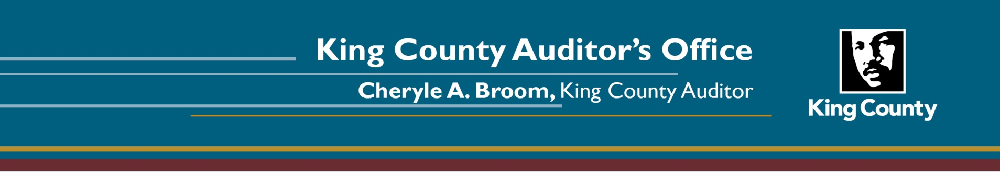 King County Auditor’s Office
Cheryle A. Broom, King County Auditor
King County